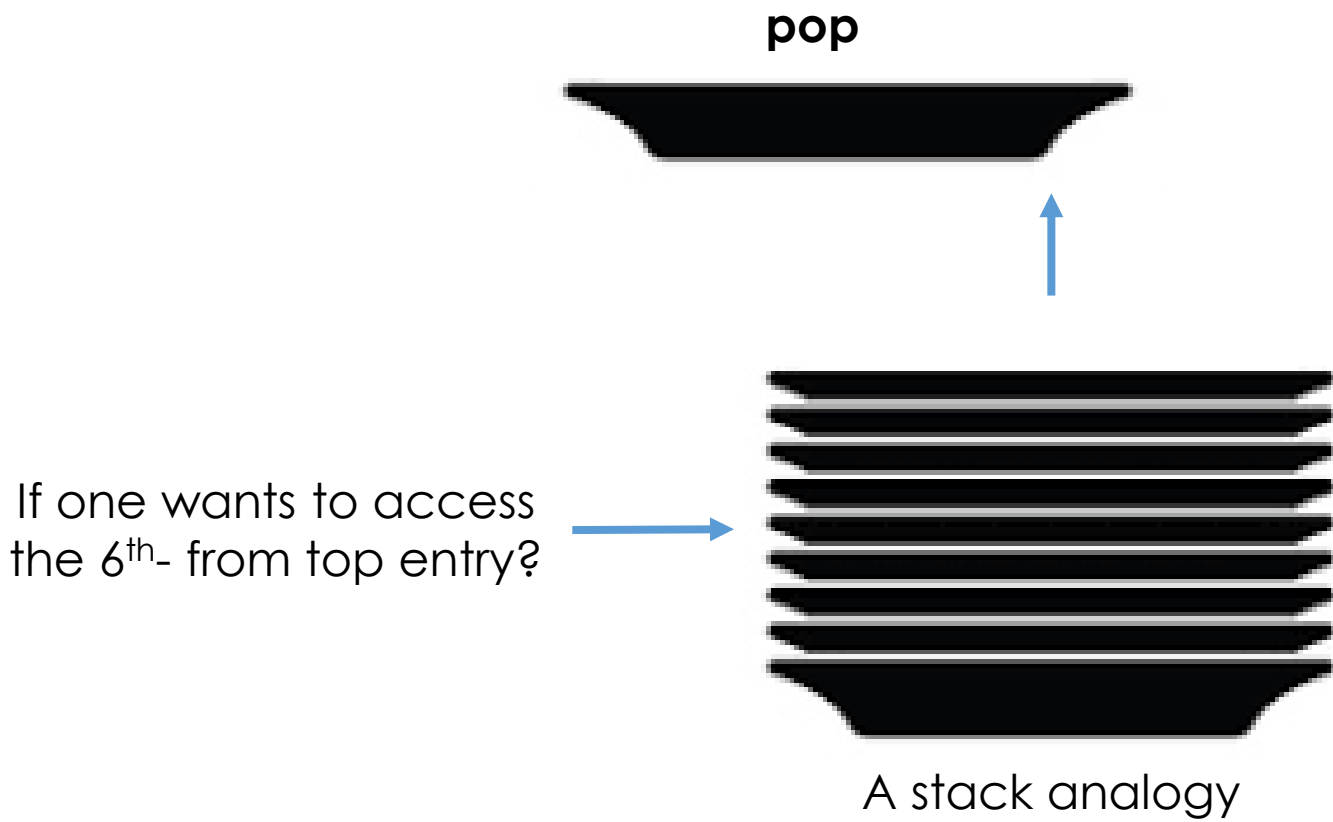 pop
If one wants to access
the 6th- from top entry?
A stack analogy